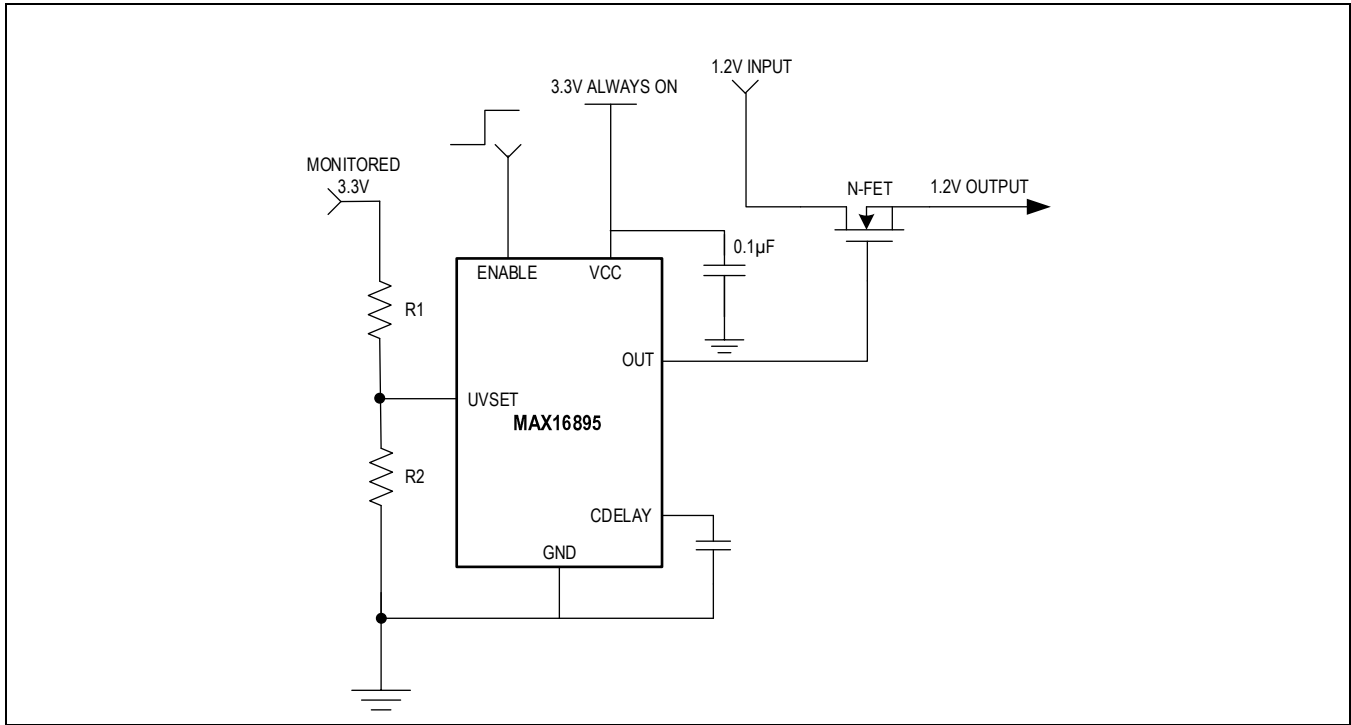 1.2V INPUT
3.3V ALWAYS ON
MONITORED
3.3V
N-FET
1.2V OUTPUT
0.1µF
ENABLE
VCC
R1
OUT
UVSET
MAX16895
R2
CDELAY
GND